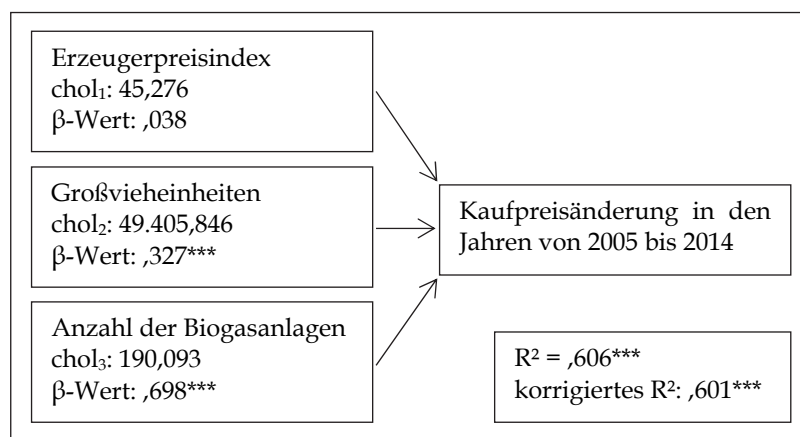 Erzeugerpreisindex
chol₁: 45,276
β-Wert: ,038
Großvieheinheiten
chol₂: 49.405,846
β-Wert: ,327***
Anzahl der Biogasanlagen
chol₃: 190,093
β-Wert: ,698***
Kaufpreisänderung in den
Jahren von 2005 bis 2014
R² = ,606***
korrigiertes R²: ,601***